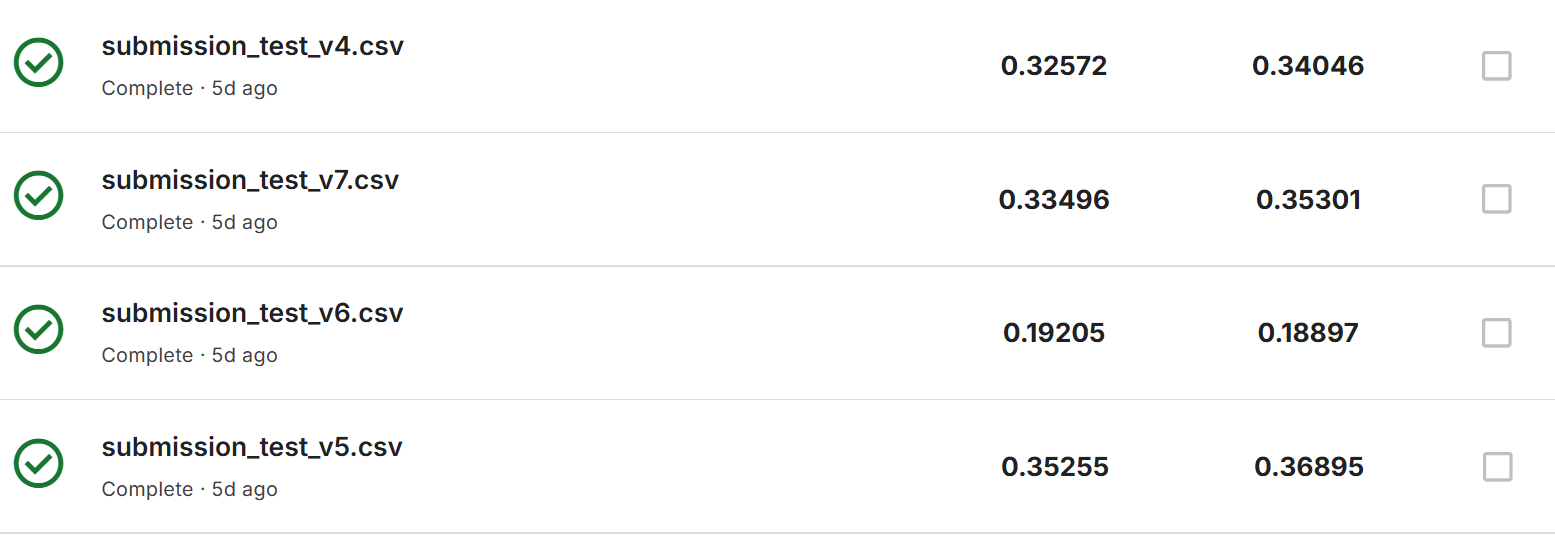 submission_test_v4.csv
Complete · 5d ago
0.32572
0.34046
submission_test_v7.csv
Complete · 5d ago
0.33496
0.35301
submission_test_v6.csv
Complete · 5d ago
0.19205
0.18897
submission_test_v5.csv
Complete · 5d ago
0.35255
0.36895